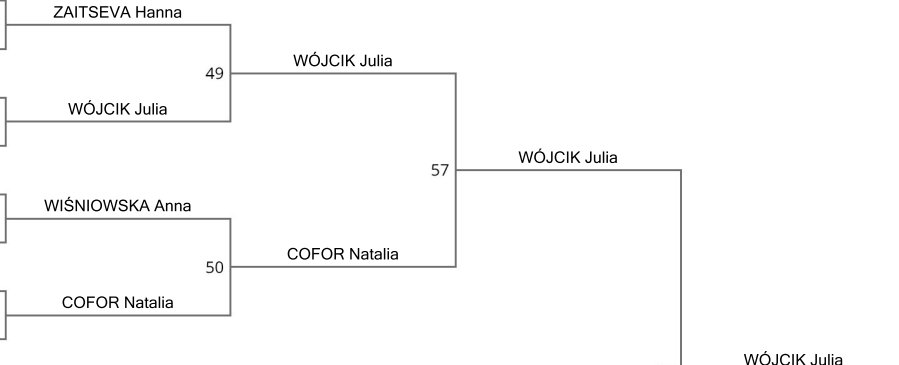 ZAITSEVA Hanna
49
WÓJCIK Julia
WÓJCIK Julia
57
WÓJCIK Julia
WIŚNIOWSKA Anna
50
COFOR Natalia
COFOR Natalia
WÓJCIK Julia